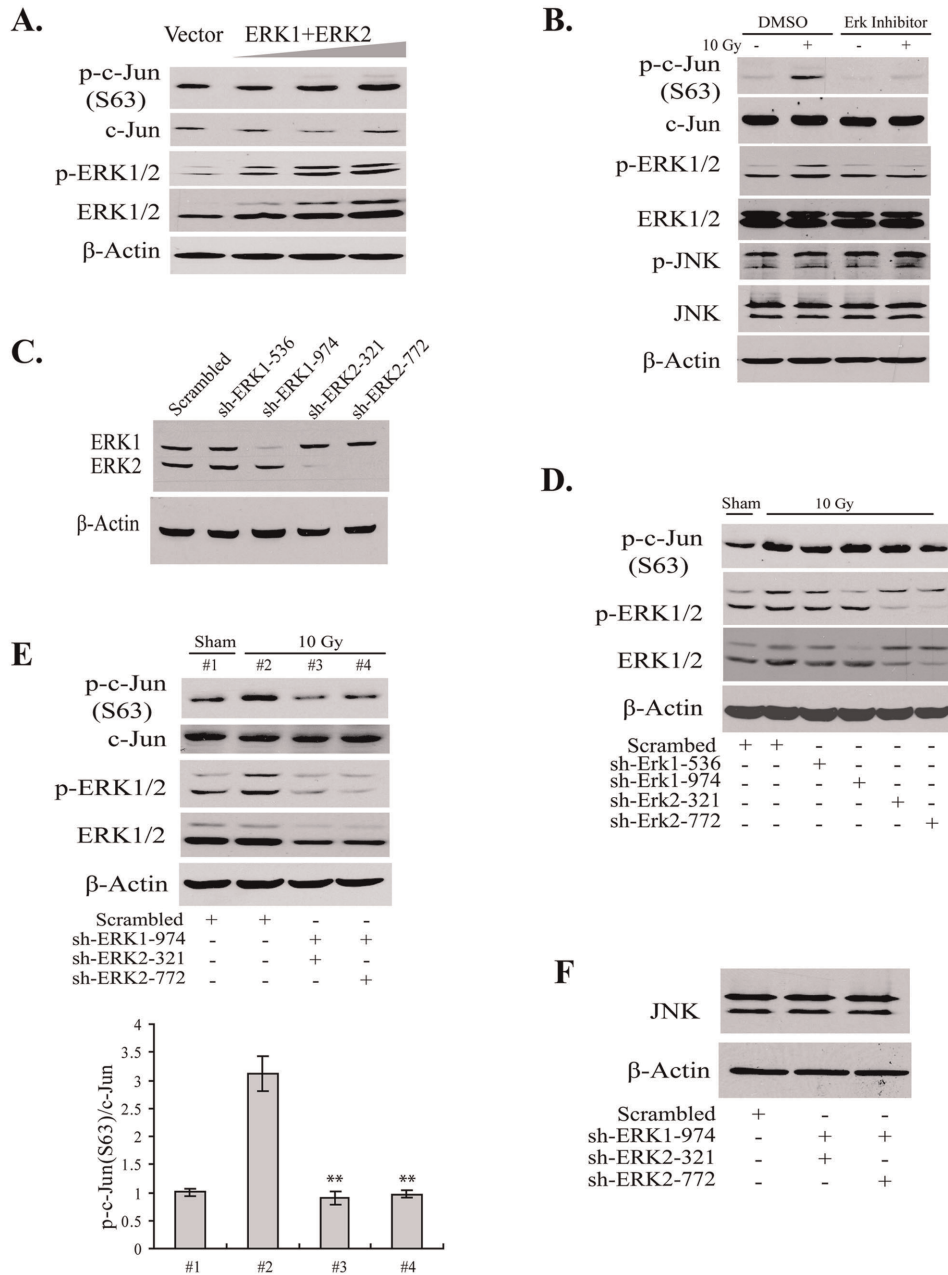 A.
Vector ERK1+ERK2
p-c-Jun
(S63)
c-Jun
p-ERK1/2
ERK1/2
β-Actin
B.
DMSO Erk Inhibitor
10 Gy - + - +
p-c-Jun
(S63)
c-Jun
p-ERK1/2
ERK1/2
p-JNK
JNK
β-Actin
C.
Scrambled
sh-ERK1-536
sh-ERK1-974
sh-ERK2-321
sh-ERK2-772
ERK1
ERK2
β-Actin
D.
Sham 10 Gy
p-c-Jun
(S63)
p-ERK1/2
ERK1/2
β-Actin
Scrambed + + - - - -
sh-Erk1-536 - - + - - -
sh-Erk1-974 - - - + - -
sh-Erk2-321 - - - - + -
sh-Erk2-772 - - - - - +
E
Sham 10 Gy
#1 #2 #3 #4
p-c-Jun
(S63)
c-Jun
p-ERK1/2
ERK1/2
β-Actin
Scrambled + + - -
sh-ERK1-974 - - + +
sh-ERK2-321 - - + -
sh-ERK2-772 - - - +
p-c-Jun(S63)/c-Jun
4
3.5
3
2.5
2
1.5
1
0.5
0
** **
#1 #2 #3 #4
F
JNK
β-Actin
Scrambled + - -
sh-ERK1-974 - + +
sh-ERK2-321 - + -
sh-ERK2-772 - - +